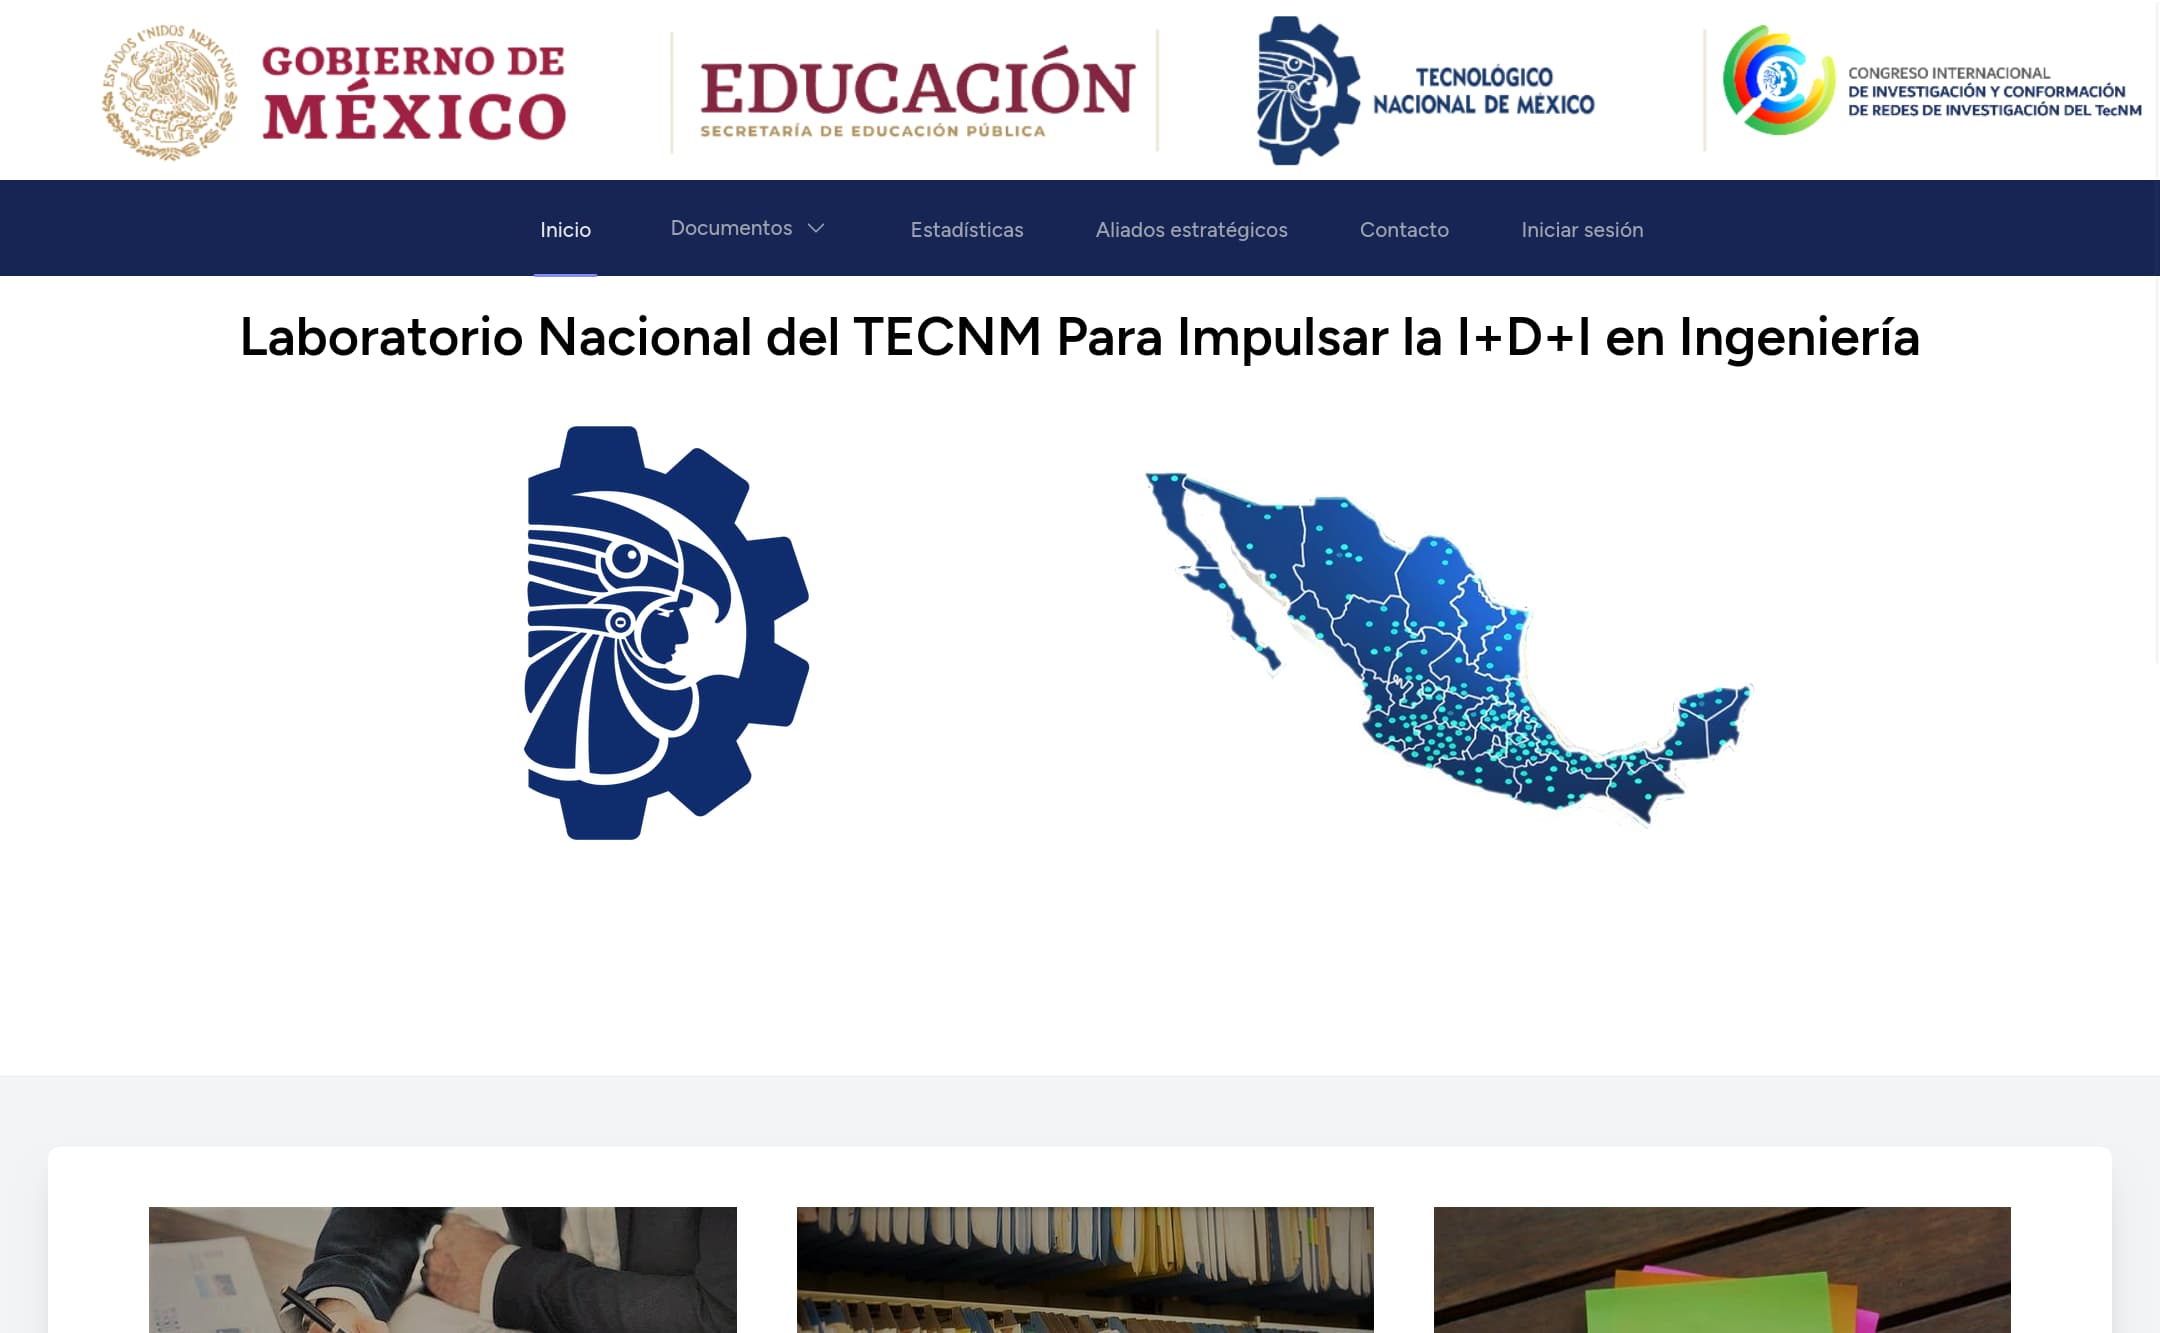 ESTADOS UNIDOS MEXICANOS
GOBIERNO DE
MÉXICO
EDUCACIÓN
SECRETARÍA DE EDUCACIÓN PÚBLICA
TECNOLÓGICO
NACIONAL DE MÉXICO
CONGRESO INTERNACIONAL
DE INVESTIGACIÓN Y CONFORMACIÓN
DE REDES DE INVESTIGACIÓN DEL TecNM
Inicio
Documentos
Estadísticas
Aliados estratégicos
Contacto
Iniciar sesión
Laboratorio Nacional del TECNM Para Impulsar la I+D+I en Ingeniería